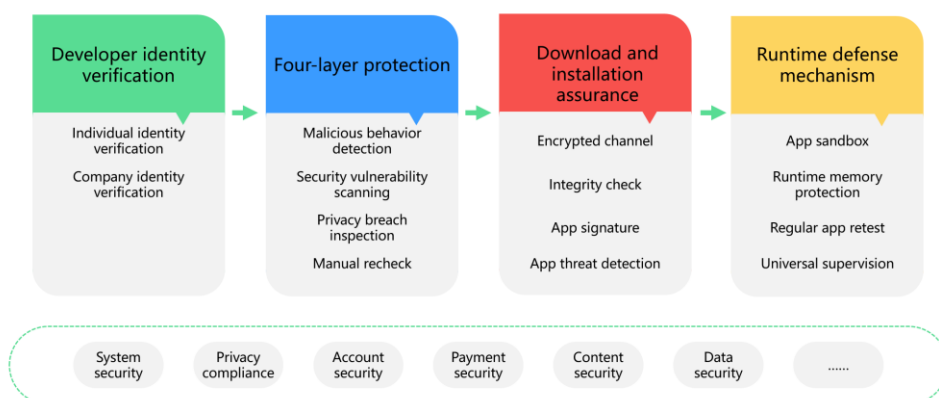 Developer identity
verification
Four-layer protection
Download and
installation
assurance
Runtime defense
mechanism
Individual identity
verification
Company identity
verification
Malicious behavior
detection
Security vulnerability
scanning
Privacy breach
inspection
Manual recheck
Encrypted channel
Integrity check
App signature
App threat detection
App sandbox
Runtime memory
protection
Regular app retest
Universal supervision
System
security
Privacy
compliance
Account
security
Payment
security
Content
security
Data
security
......